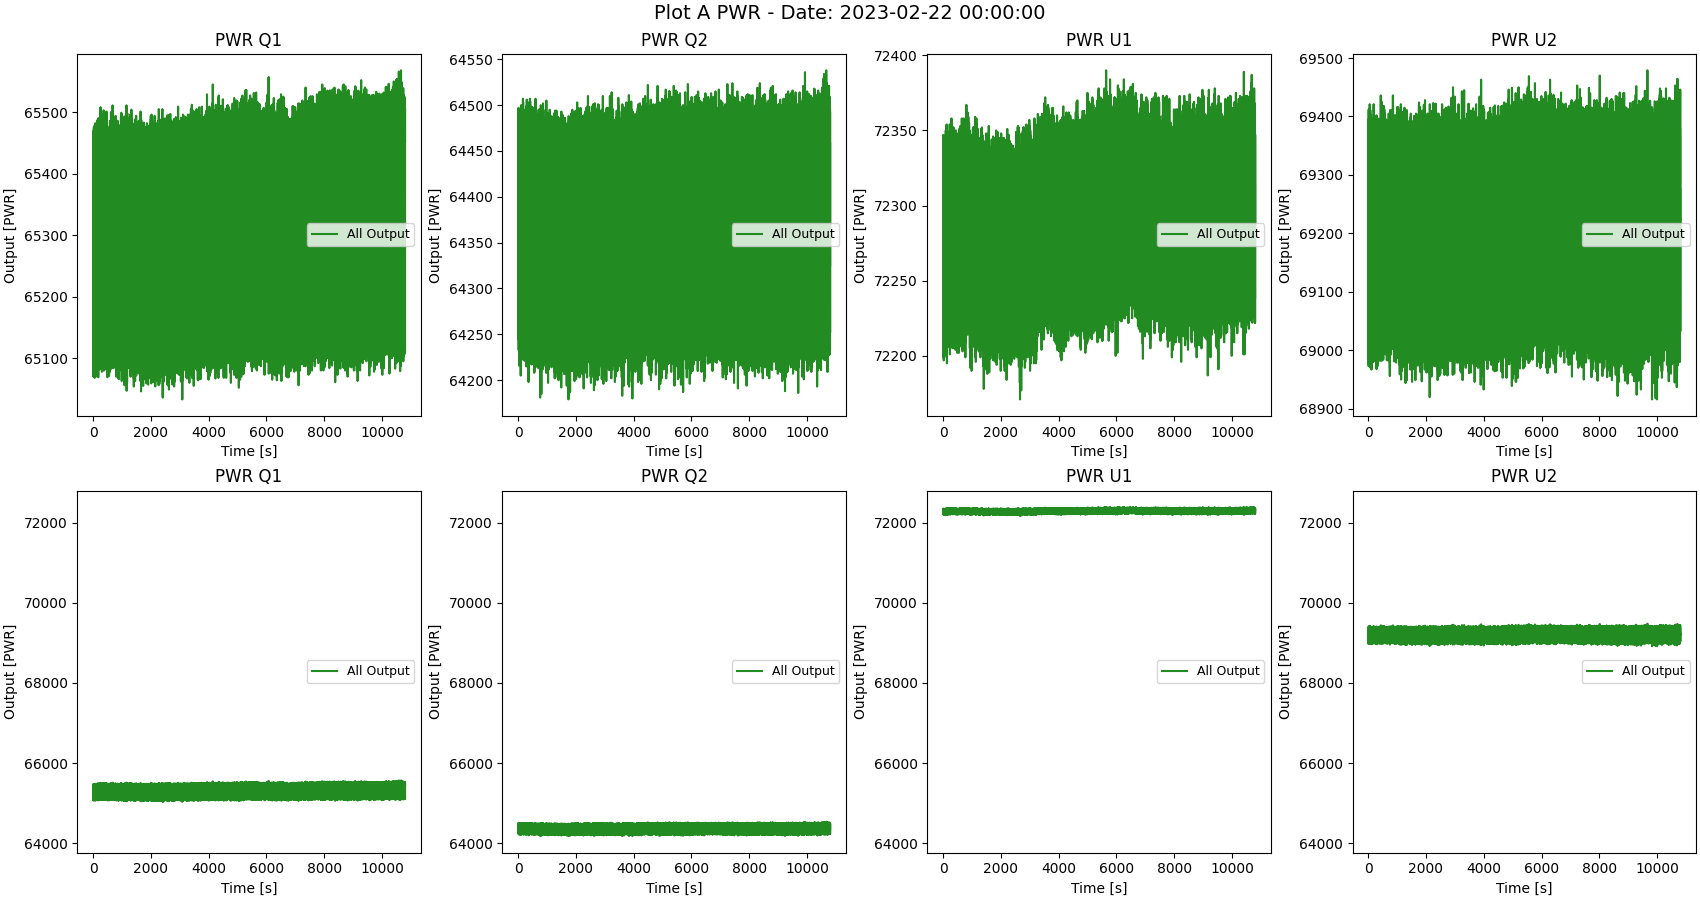 Plot A PWR - Date: 2023-02-22 00:00:00
PWR Q1
PWR Q2
PWR U1
PWR U2
Output [PWR]
65500
65400
65300
65200
65100
All Output
0 2000 4000 6000 8000 10000
Time [s]
Output [PWR]
64550
64500
64450
64400
64350
64300
64250
64200
All Output
0 2000 4000 6000 8000 10000
Time [s]
Output [PWR]
72400
72350
72300
72250
72200
All Output
0 2000 4000 6000 8000 10000
Time [s]
Output [PWR]
69500
69400
69300
69200
69100
69000
68900
All Output
0 2000 4000 6000 8000 10000
Time [s]
PWR Q1
PWR Q2
PWR U1
PWR U2
Output [PWR]
72000
70000
68000
66000
64000
All Output
0 2000 4000 6000 8000 10000
Time [s]
Output [PWR]
72000
70000
68000
66000
64000
All Output
0 2000 4000 6000 8000 10000
Time [s]
Output [PWR]
72000
70000
68000
66000
64000
All Output
0 2000 4000 6000 8000 10000
Time [s]
Output [PWR]
72000
70000
68000
66000
64000
All Output
0 2000 4000 6000 8000 10000
Time [s]